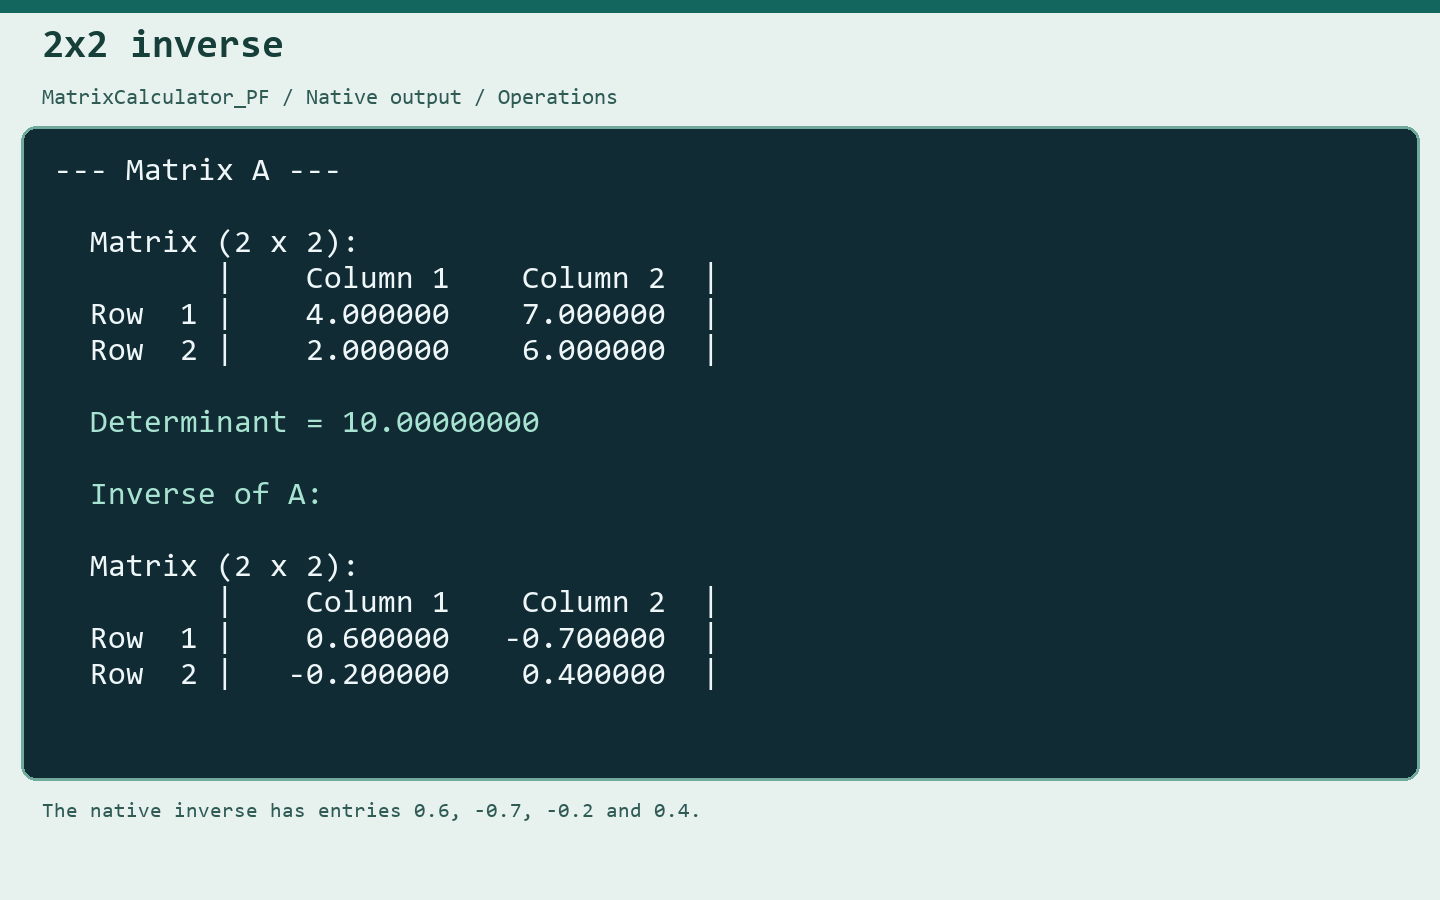 2x2 inverse
MatrixCalculator_PF / Native output / Operations
--- Matrix A ---
Matrix (2 x 2):
|    Column 1    Column 2  |
Row  1 |    4.000000    7.000000  |
Row  2 |    2.000000    6.000000  |
Determinant = 10.00000000
Inverse of A:
Matrix (2 x 2):
|    Column 1    Column 2  |
Row  1 |    0.600000   -0.700000  |
Row  2 |   -0.200000    0.400000  |
The native inverse has entries 0.6, -0.7, -0.2 and 0.4.